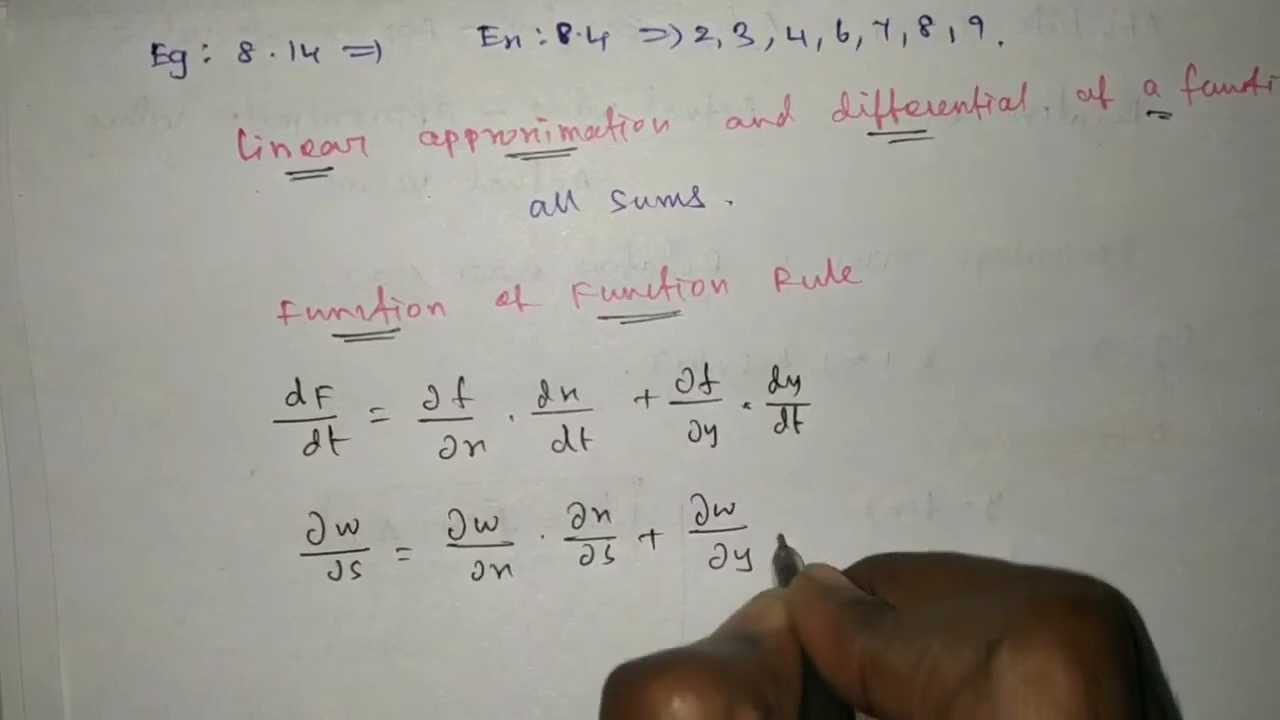 Eg: 8.14 ⇒ En: 8.4 ⇒ 2, 3, 4, 6, 7, 8, 9.
Linear approximation and differential of a functi
all sums.
Function of Function Rule
dF/dt = ∂f/∂x . dx/dt + ∂f/∂y . dy/dt
∂w/∂s = ∂w/∂x . ∂x/∂s + ∂w/∂y